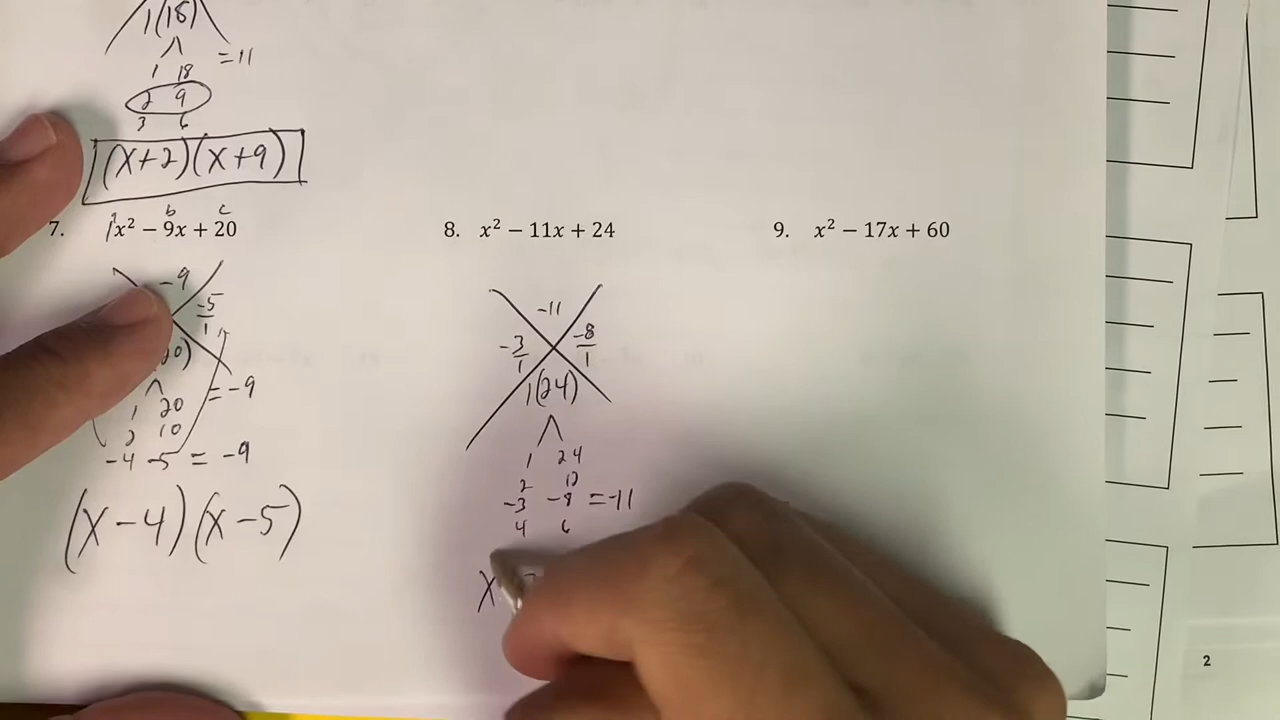 1(18)
1 18 = 11
2 9
3 6
(x+2)(x+9)
b c
7. 1x² − 9x + 20
-9
-5
1
1 20 = -9
2 10
-4 -5 = -9
(x-4)(x-5)
8. x² − 11x + 24
-11
-3/1 -8/1
1(24)
1 24
2 12
-3 -8 = -11
4 6
x
9. x² − 17x + 60
2